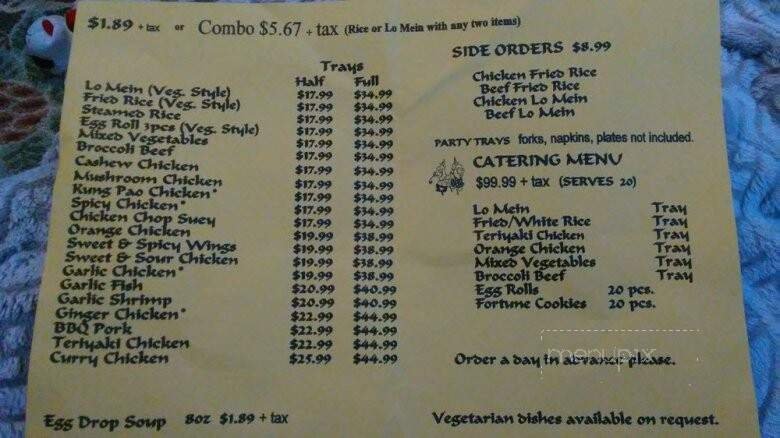 $1.89 + tax or Combo $5.67 + tax (Rice or Lo Mein with any two items)
Trays
Half Full
Lo Mein (Veg. Style) $17.99 $34.99
Fried Rice (Veg. Style) $17.99 $34.99
Steamed Rice $17.99 $34.99
Egg Roll 3pcs (Veg. Style) $17.99 $34.99
Mixed Vegetables $17.99 $34.99
Broccoli Beef $17.99 $34.99
Cashew Chicken $17.99 $34.99
Mushroom Chicken $17.99 $34.99
Kung Pao Chicken* $17.99 $34.99
Spicy Chicken* $17.99 $34.99
Chicken Chop Suey $17.99 $34.99
Orange Chicken $19.99 $38.99
Sweet & Spicy Wings $19.99 $38.99
Sweet & Sour Chicken $19.99 $38.99
Garlic Chicken* $19.99 $38.99
Garlic Fish $20.99 $40.99
Garlic Shrimp $20.99 $40.99
Ginger Chicken* $22.99 $44.99
BBQ Pork $22.99 $44.99
Teriyaki Chicken $22.99 $44.99
Curry Chicken $25.99 $44.99
Egg Drop Soup 8oz $1.89 + tax
SIDE ORDERS $8.99
Chicken Fried Rice
Beef Fried Rice
Chicken Lo Mein
Beef Lo Mein
PARTY TRAYS forks, napkins, plates not included.
CATERING MENU
$99.99 + tax (SERVES 20)
Lo Mein Tray
Fried/White Rice Tray
Teriyaki Chicken Tray
Orange Chicken Tray
Mixed Vegetables Tray
Broccoli Beef Tray
Egg Rolls 20 pcs.
Fortune Cookies 20 pcs.
menupix
Order a day in advance please.
Vegetarian dishes available on request.